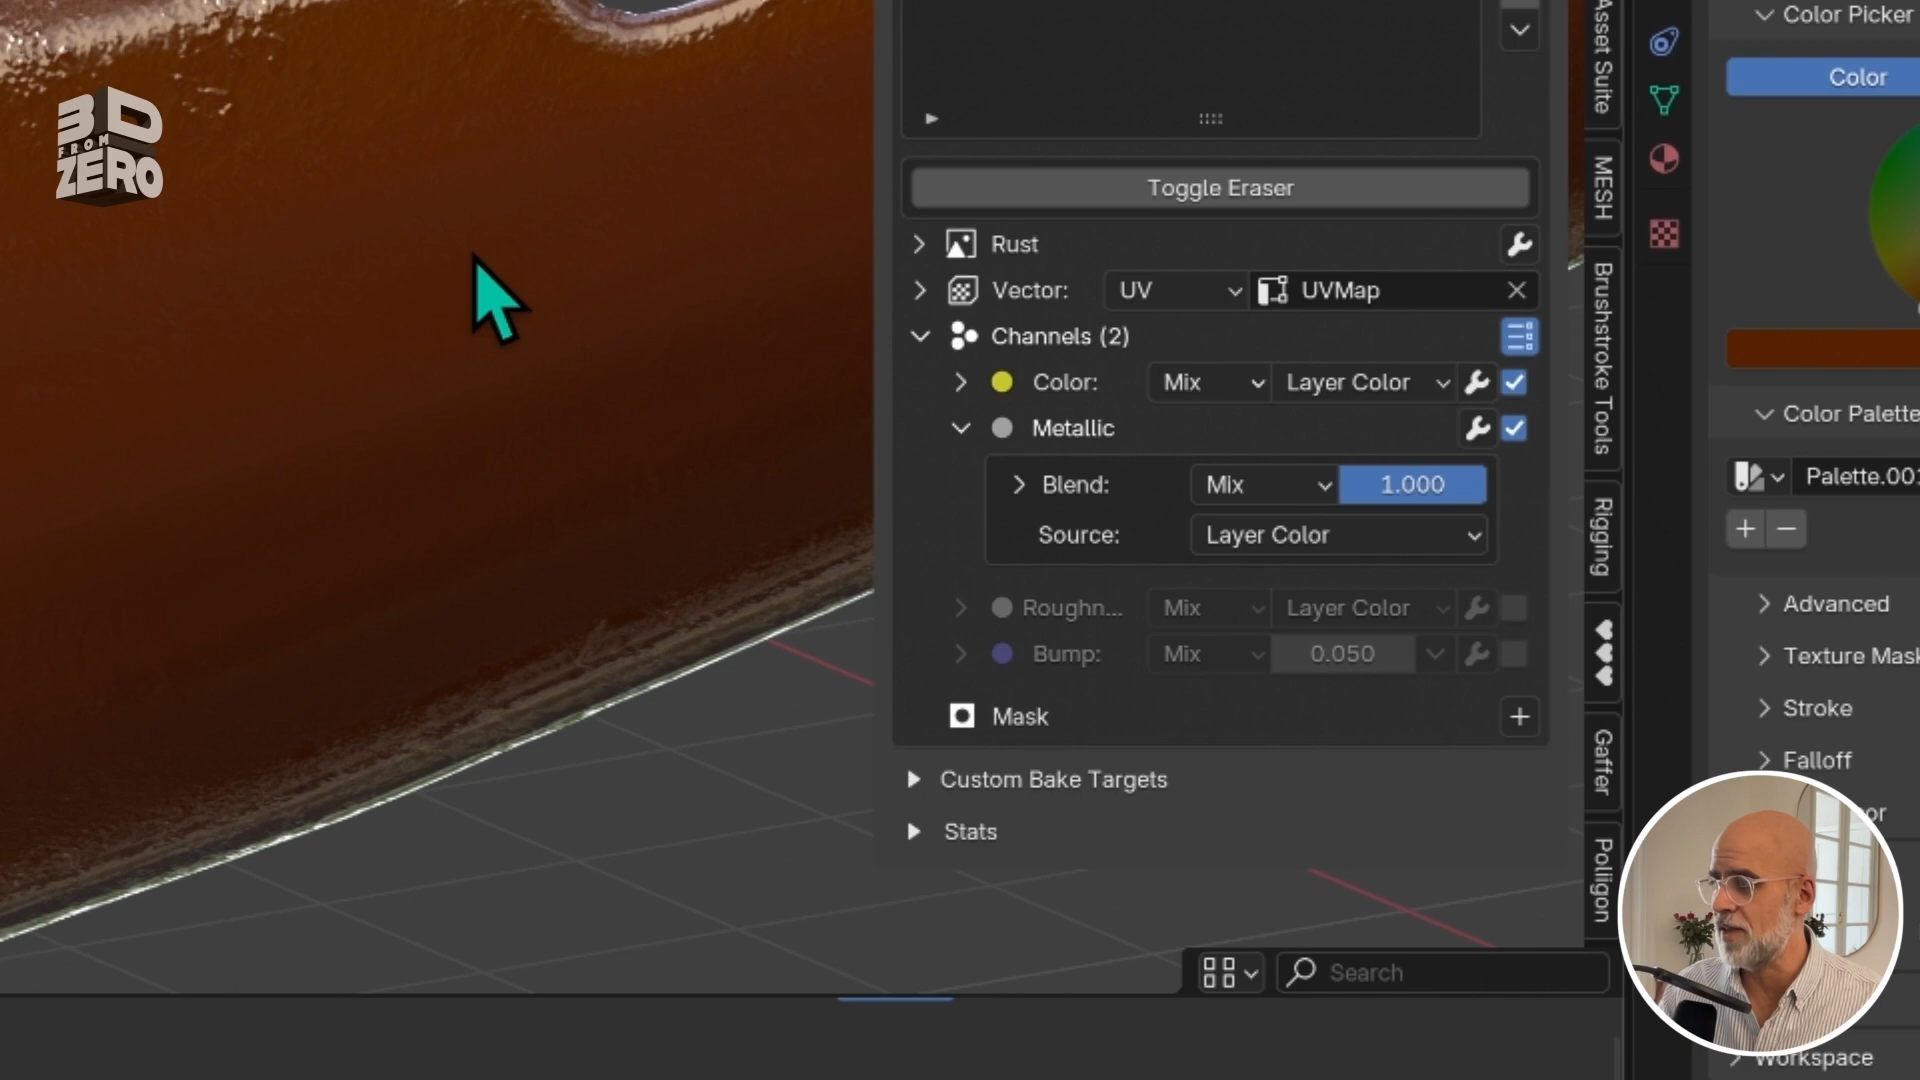 3D
FROM
ZERO
Toggle Eraser
Rust
Vector: UV UVMap
Channels (2)
Color: Mix Layer Color
Metallic
Blend: Mix 1.000
Source: Layer Color
Roughn... Mix Layer Color
Bump: Mix 0.050
Mask
Custom Bake Targets
Stats
Search
Asset Suite
MESH
Brushstroke Tools
Rigging
Gaffer
Poliigon
Color Picker
Color
Color Palette
Palette.001
Advanced
Texture Mask
Stroke
Falloff
Workspace